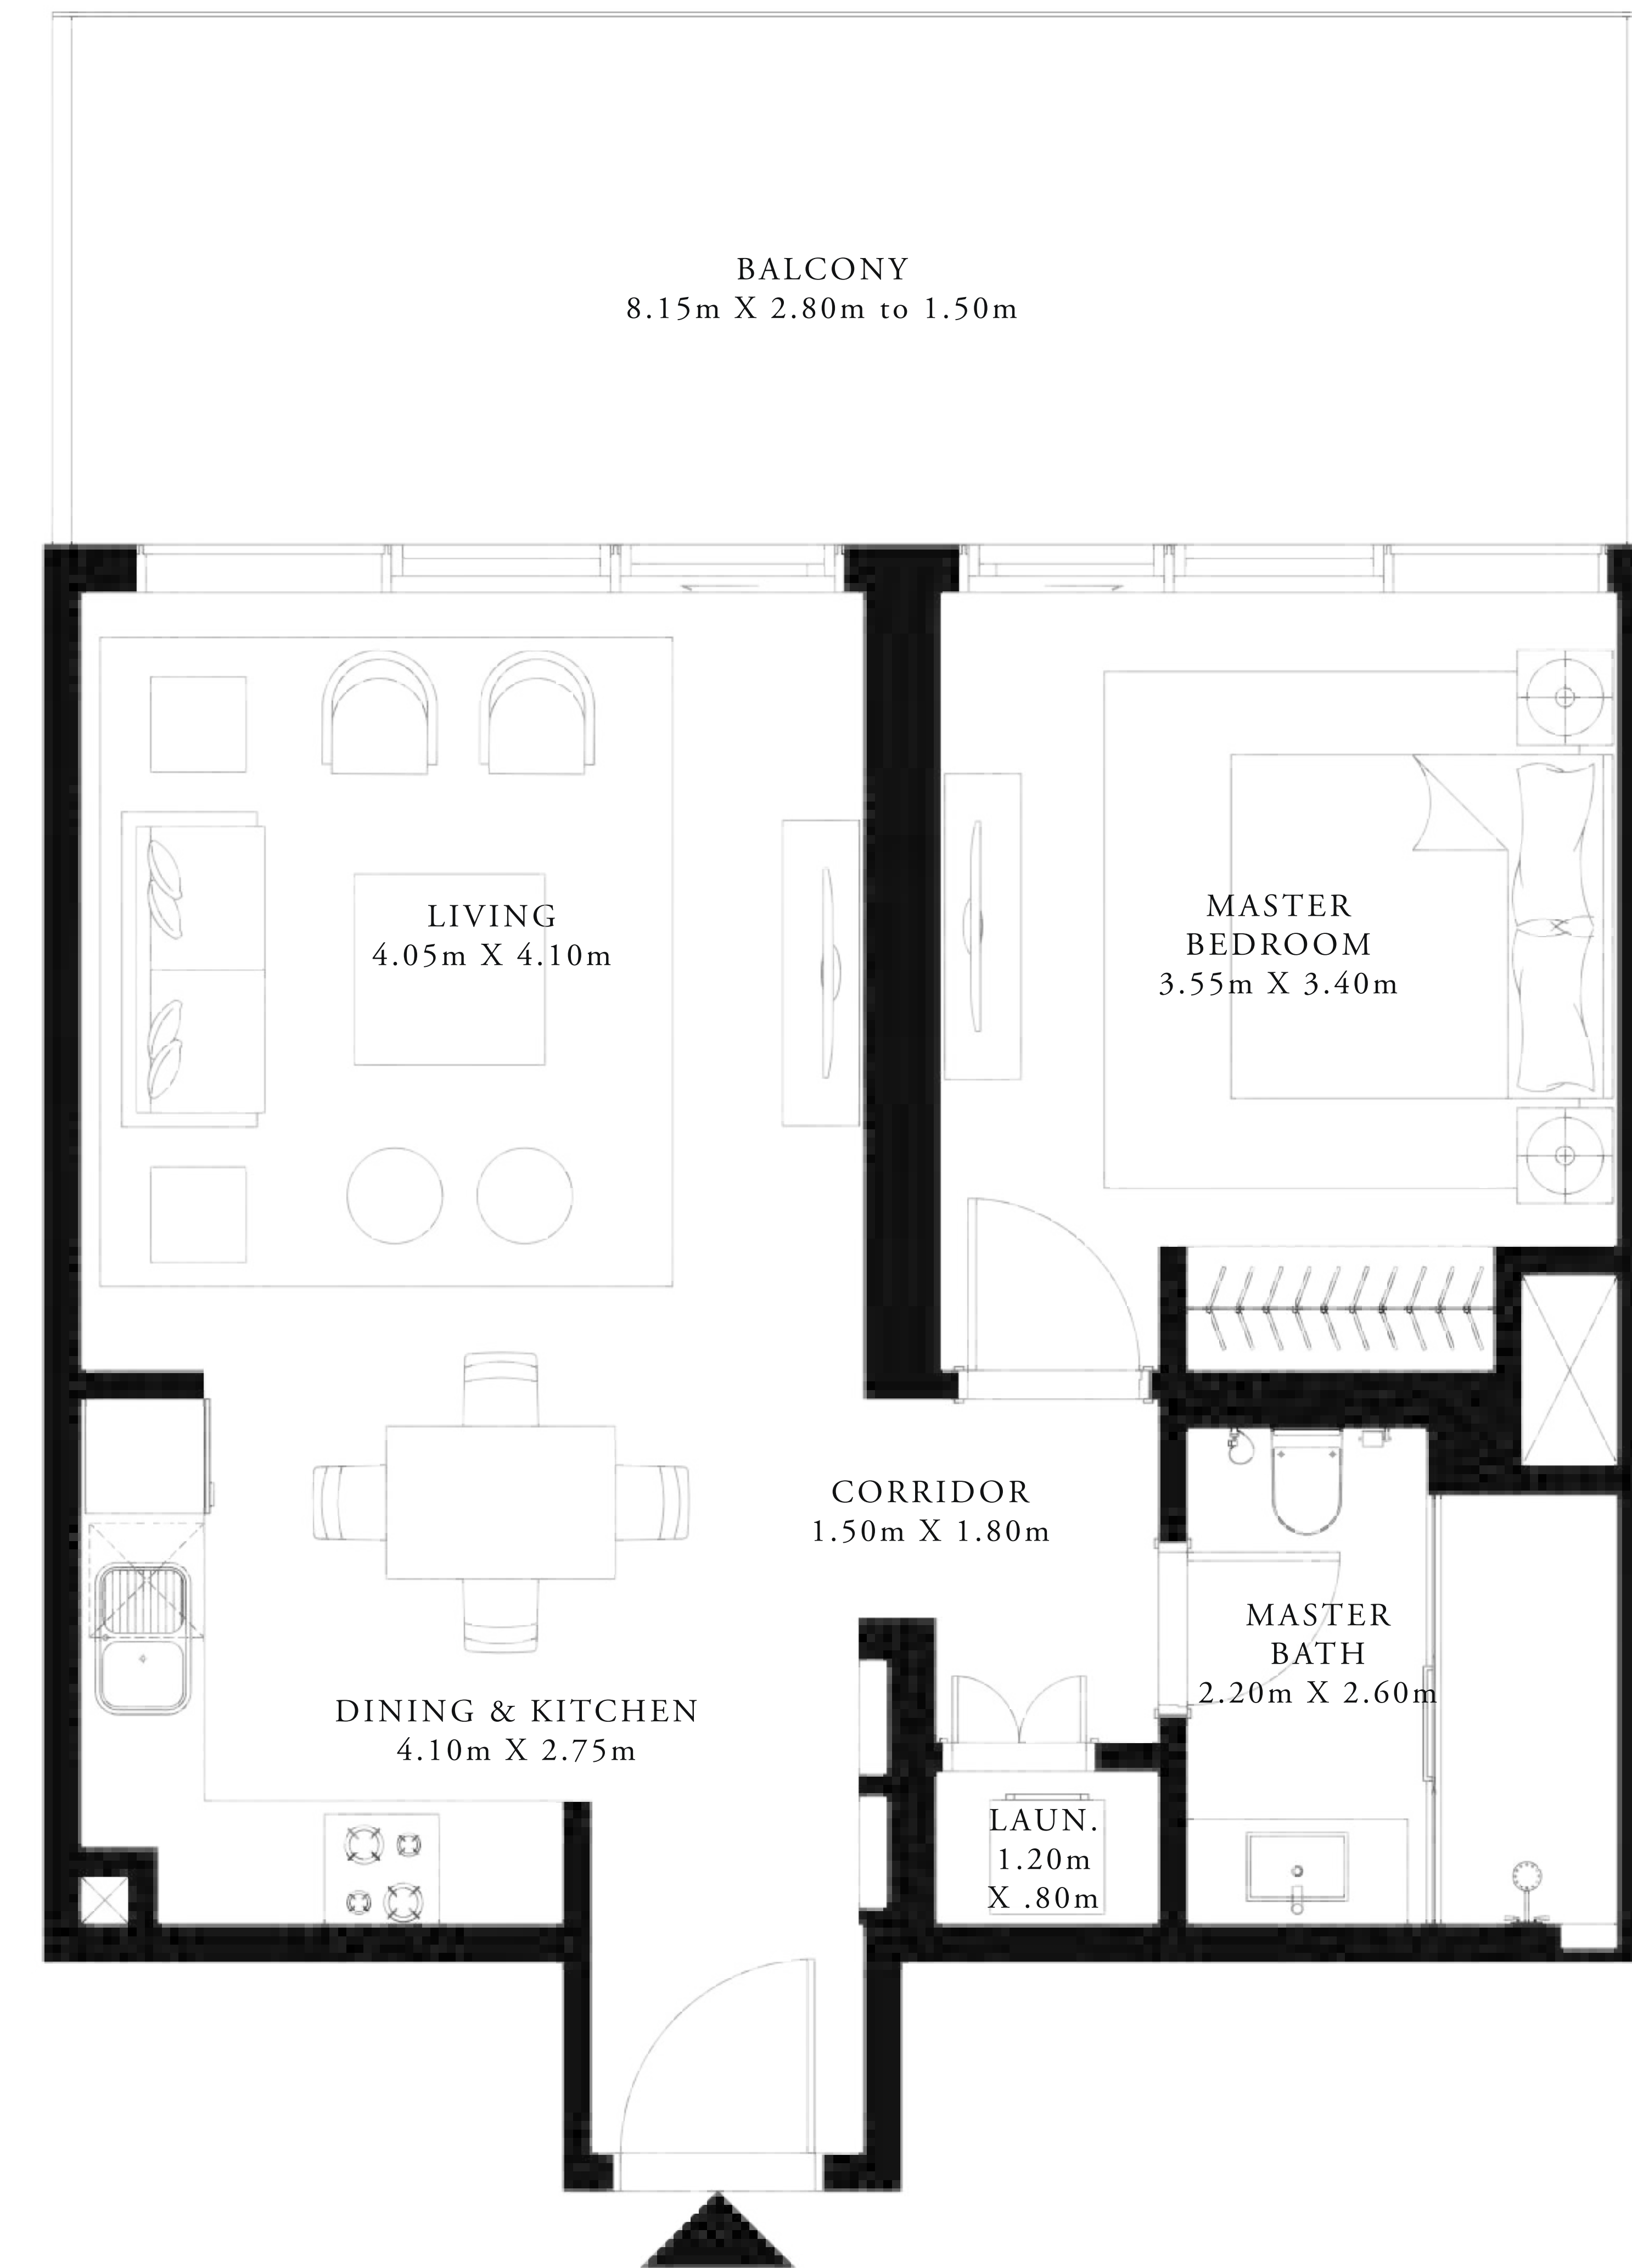 BALCONY
8.15m X 2.80m to 1.50m
LIVING
4.05m X 4.10m
MASTER
BEDROOM
3.55m X 3.40m
CORRIDOR
1.50m X 1.80m
MASTER
BATH
2.20m X 2.60m
DINING & KITCHEN
4.10m X 2.75m
LAUN.
1.20m
X .80m